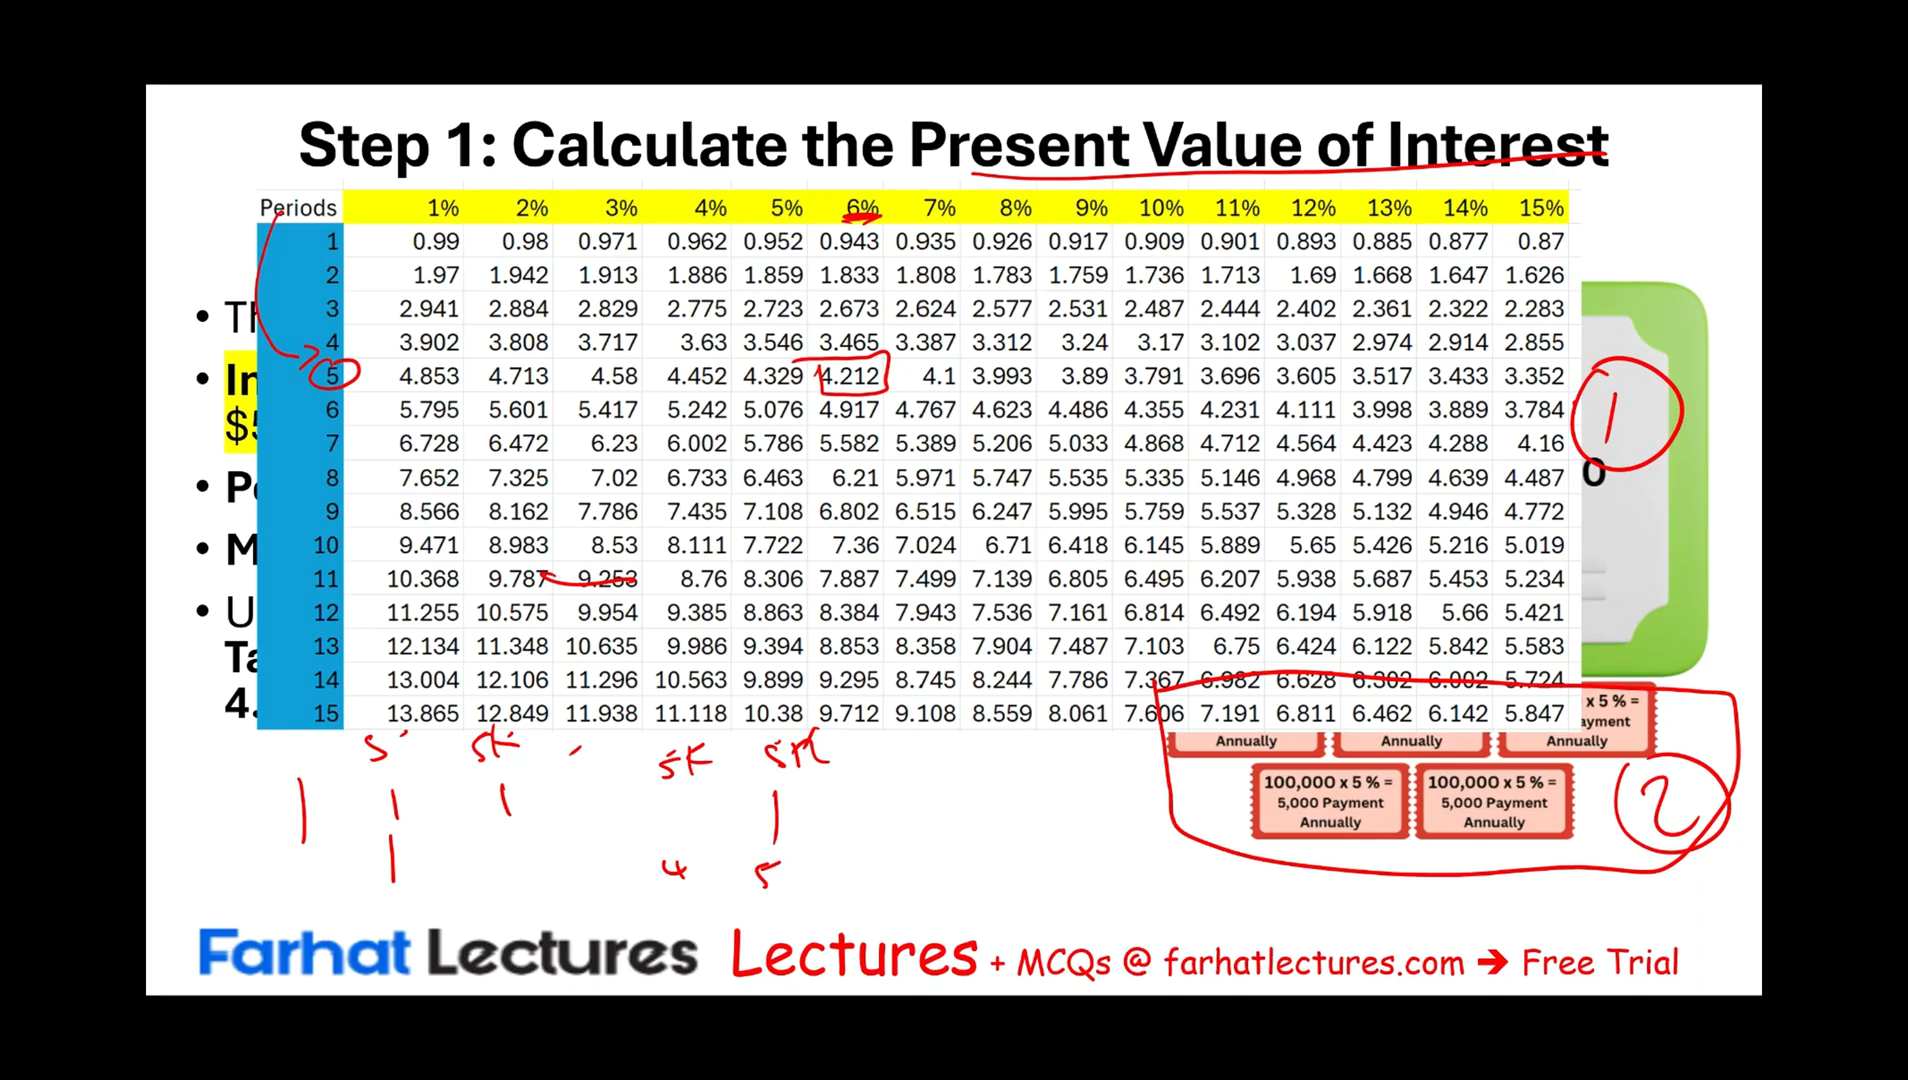 Step 1: Calculate the Present Value of Interest
Periods 1% 2% 3% 4% 5% 6% 7% 8% 9% 10% 11% 12% 13% 14% 15%
1 0.99 0.98 0.971 0.962 0.952 0.943 0.935 0.926 0.917 0.909 0.901 0.893 0.885 0.877 0.87
2 1.97 1.942 1.913 1.886 1.859 1.833 1.808 1.783 1.759 1.736 1.713 1.69 1.668 1.647 1.626
3 2.941 2.884 2.829 2.775 2.723 2.673 2.624 2.577 2.531 2.487 2.444 2.402 2.361 2.322 2.283
4 3.902 3.808 3.717 3.63 3.546 3.465 3.387 3.312 3.24 3.17 3.102 3.037 2.974 2.914 2.855
5 4.853 4.713 4.58 4.452 4.329 4.212 4.1 3.993 3.89 3.791 3.696 3.605 3.517 3.433 3.352
6 5.795 5.601 5.417 5.242 5.076 4.917 4.767 4.623 4.486 4.355 4.231 4.111 3.998 3.889 3.784
7 6.728 6.472 6.23 6.002 5.786 5.582 5.389 5.206 5.033 4.868 4.712 4.564 4.423 4.288 4.16
8 7.652 7.325 7.02 6.733 6.463 6.21 5.971 5.747 5.535 5.335 5.146 4.968 4.799 4.639 4.487
9 8.566 8.162 7.786 7.435 7.108 6.802 6.515 6.247 5.995 5.759 5.537 5.328 5.132 4.946 4.772
10 9.471 8.983 8.53 8.111 7.722 7.36 7.024 6.71 6.418 6.145 5.889 5.65 5.426 5.216 5.019
11 10.368 9.787 9.253 8.76 8.306 7.887 7.499 7.139 6.805 6.495 6.207 5.938 5.687 5.453 5.234
12 11.255 10.575 9.954 9.385 8.863 8.384 7.943 7.536 7.161 6.814 6.492 6.194 5.918 5.66 5.421
13 12.134 11.348 10.635 9.986 9.394 8.853 8.358 7.904 7.487 7.103 6.75 6.424 6.122 5.842 5.583
14 13.004 12.106 11.296 10.563 9.899 9.295 8.745 8.244 7.786 7.367 6.982 6.628 6.302 6.002 5.724
15 13.865 12.849 11.938 11.118 10.38 9.712 9.108 8.559 8.061 7.606 7.191 6.811 6.462 6.142 5.847
1
0
x 5 % =
Annually Annually Annually
100,000 x 5 % = 100,000 x 5 % =
5,000 Payment 5,000 Payment
Annually Annually
2
5 5K 5K 5K
4 5
Farhat Lectures Lectures + MCQs @ farhatlectures.com → Free Trial